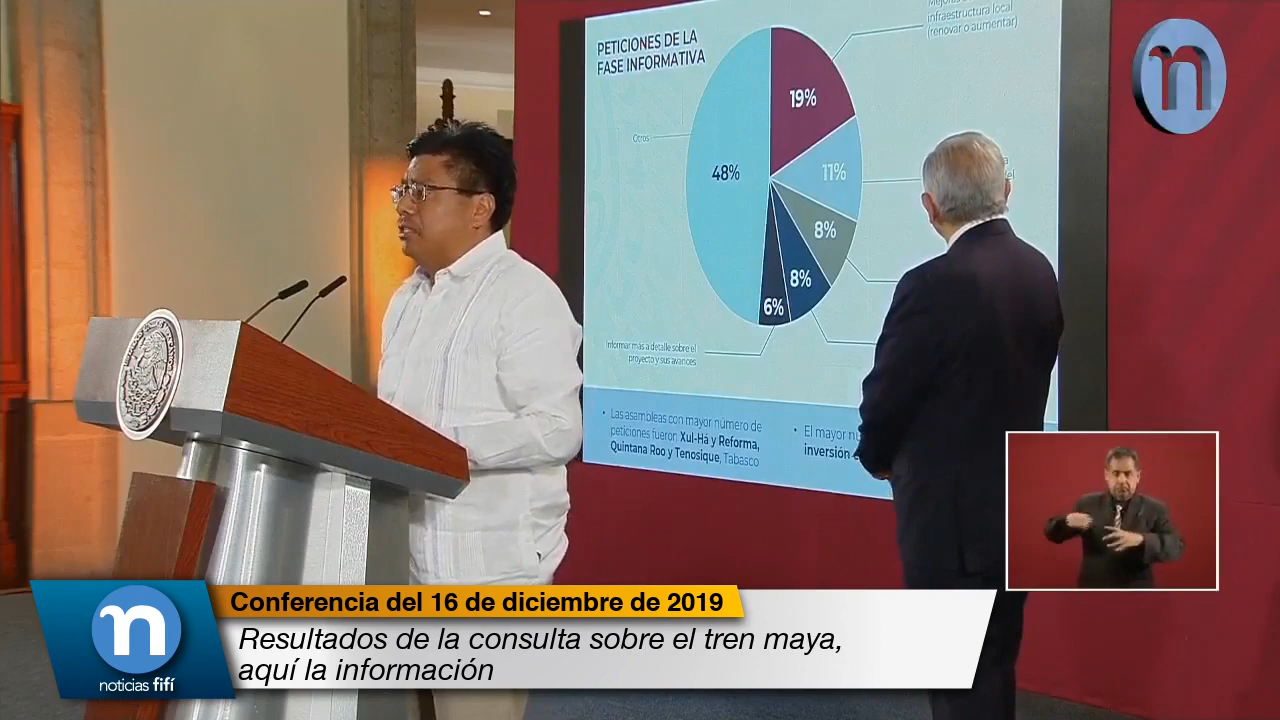 PETICIONES DE LA
FASE INFORMATIVA
infraestructura local
(renovar o aumentar)
Otros
48%
19%
11%
8%
8%
6%
Informar más a detalle sobre el
proyecto y sus avances
• Las asambleas con mayor número de
peticiones fueron Xul-Há y Reforma,
Quintana Roo y Tenosique, Tabasco
• El mayor
inversión
n
Conferencia del 16 de diciembre de 2019
Resultados de la consulta sobre el tren maya,
aquí la información
n
noticias fifí